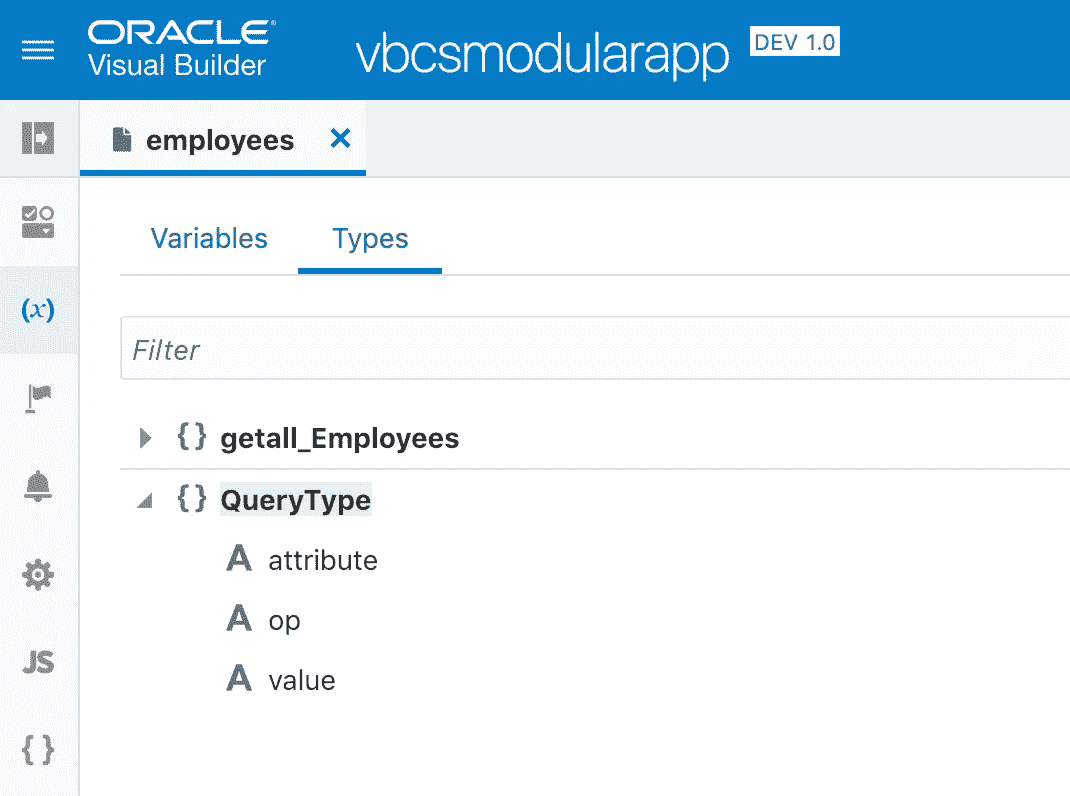 ORACLE®
Visual Builder
vbcsmodularapp
DEV 1.0
employees
Variables
Types
Filter
(x)
{ } getall_Employees
{ } QueryType
A attribute
A op
A value
JS
{ }